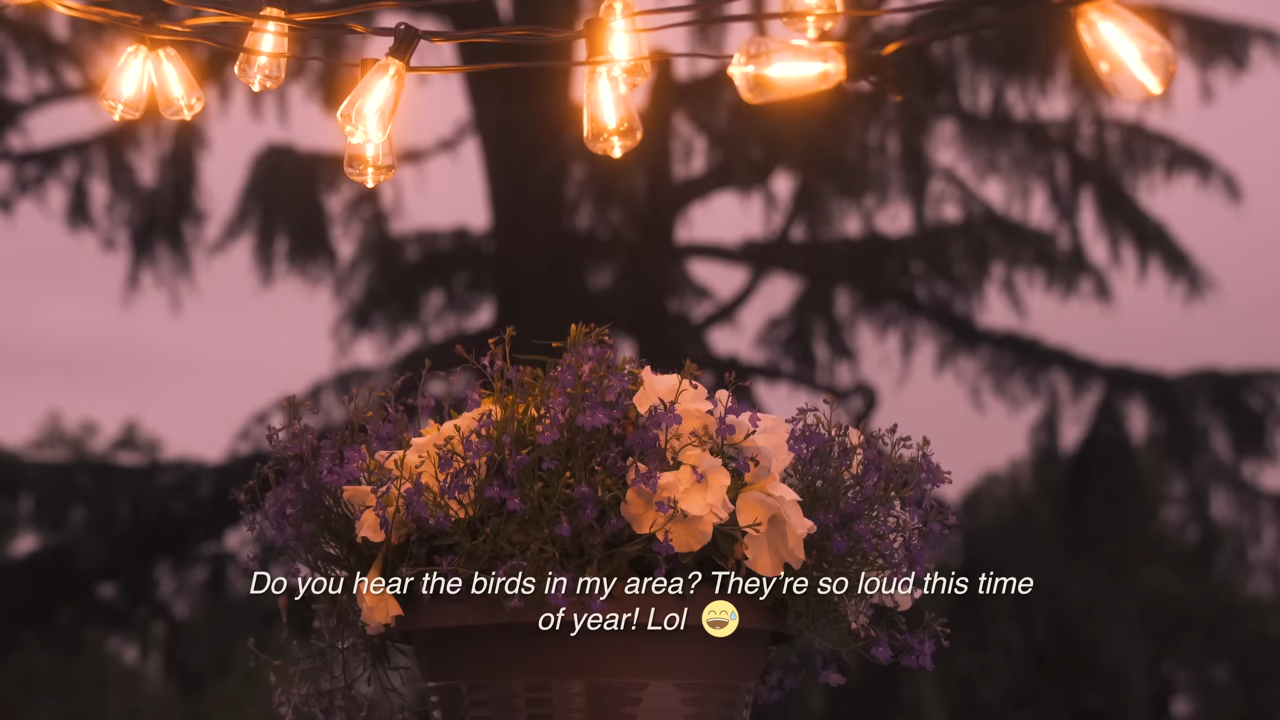 Do you hear the birds in my area? They’re so loud this time
of year! Lol 😅